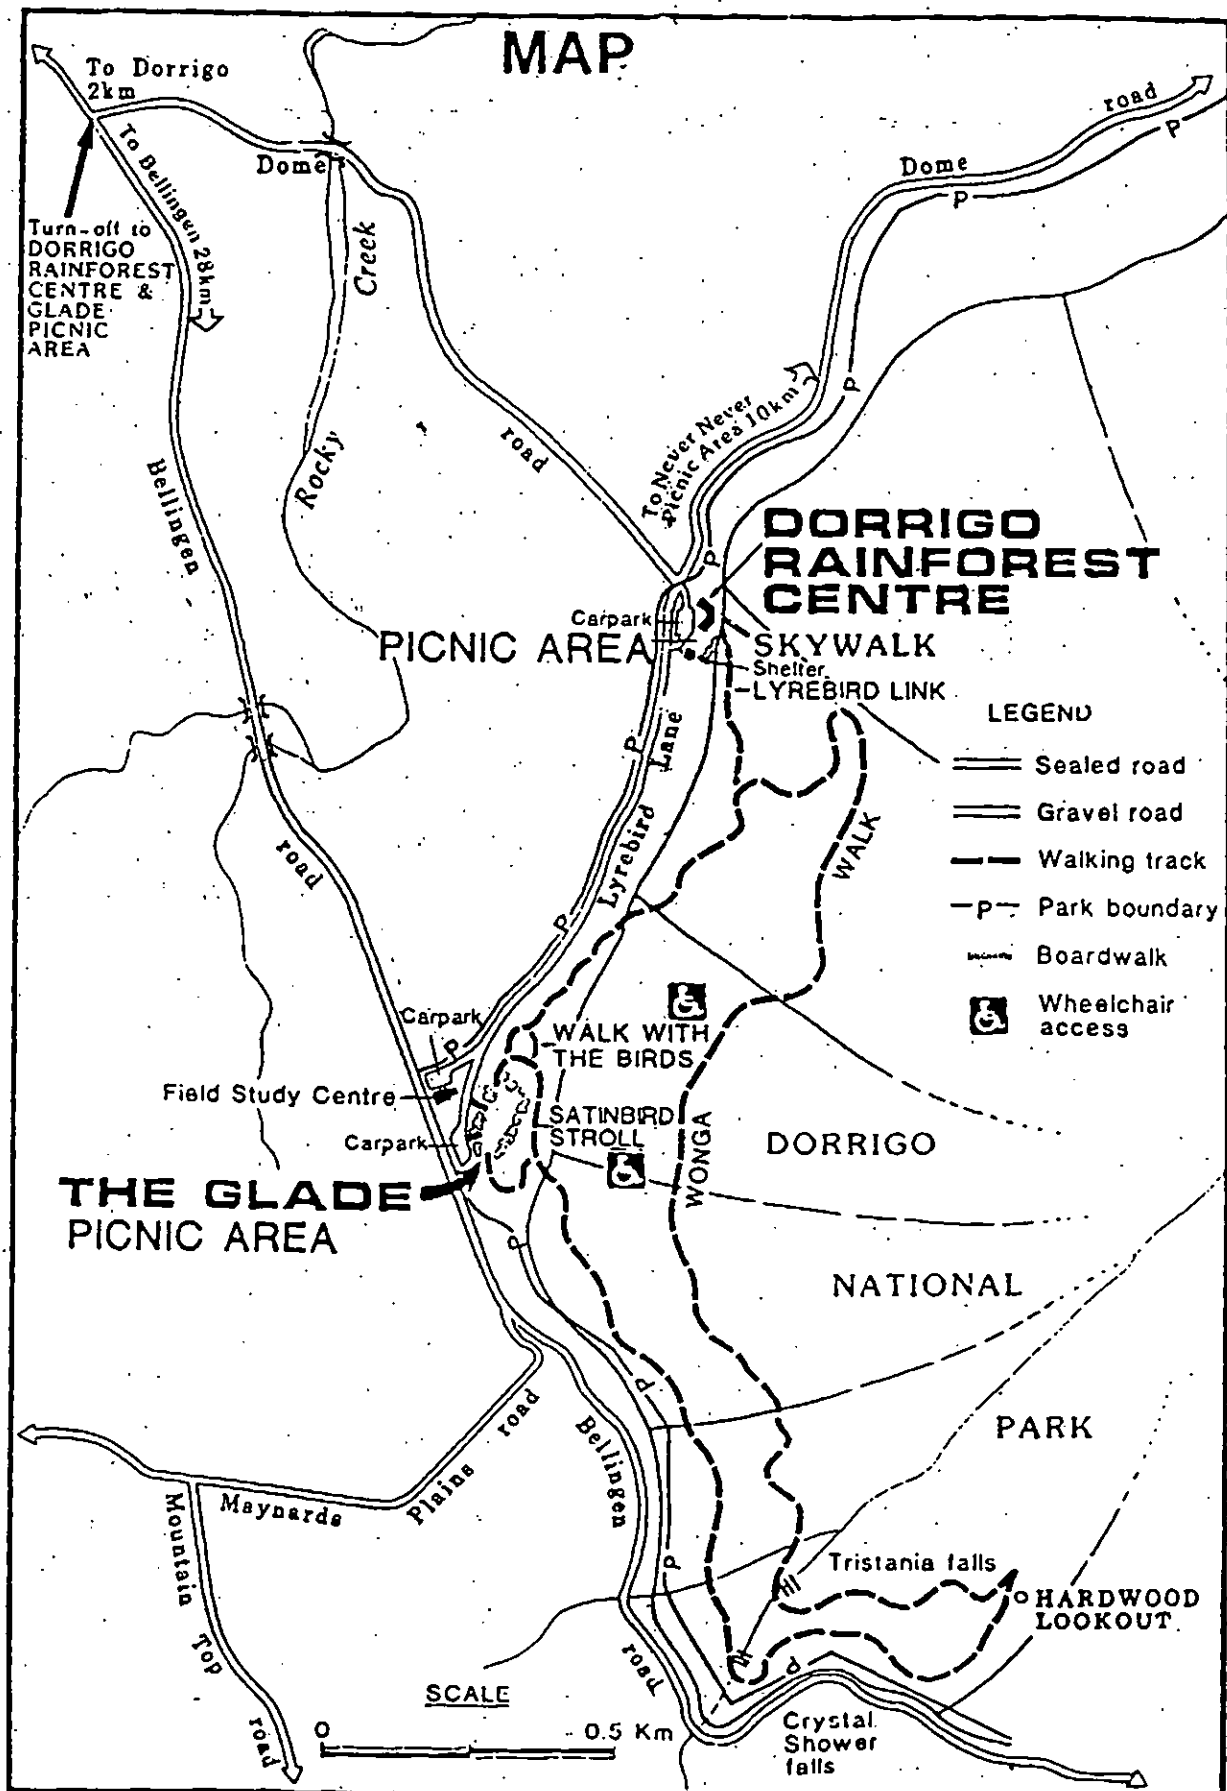 MAP
To Dorrigo
2km
Dome
To Bellingen 28km
Turn-off to
DORRIGO
RAINFOREST
CENTRE &
GLADE
PICNIC
AREA
Creek
Rocky
road
Dome
road
To Never Never
Picnic Area 10km
Bellingen
road
DORRIGO
RAINFOREST
CENTRE
Carpark
PICNIC AREA
SKYWALK
Shelter
LYREBIRD LINK
Lyrebird Lane
WALK
LEGEND
Sealed road
Gravel road
Walking track
P Park boundary
Boardwalk
Wheelchair
access
P
P
P
P
P
P
P
Carpark
WALK WITH
THE BIRDS
Field Study Centre
Carpark
SATINBIRD
STROLL
THE GLADE
PICNIC AREA
WONGA
DORRIGO
NATIONAL
PARK
P
P
P
P
Maynards Plains road
Mountain Top road
Bellingen
road
Tristania falls
HARDWOOD
LOOKOUT
SCALE
0 0.5 Km
Crystal
Shower
falls